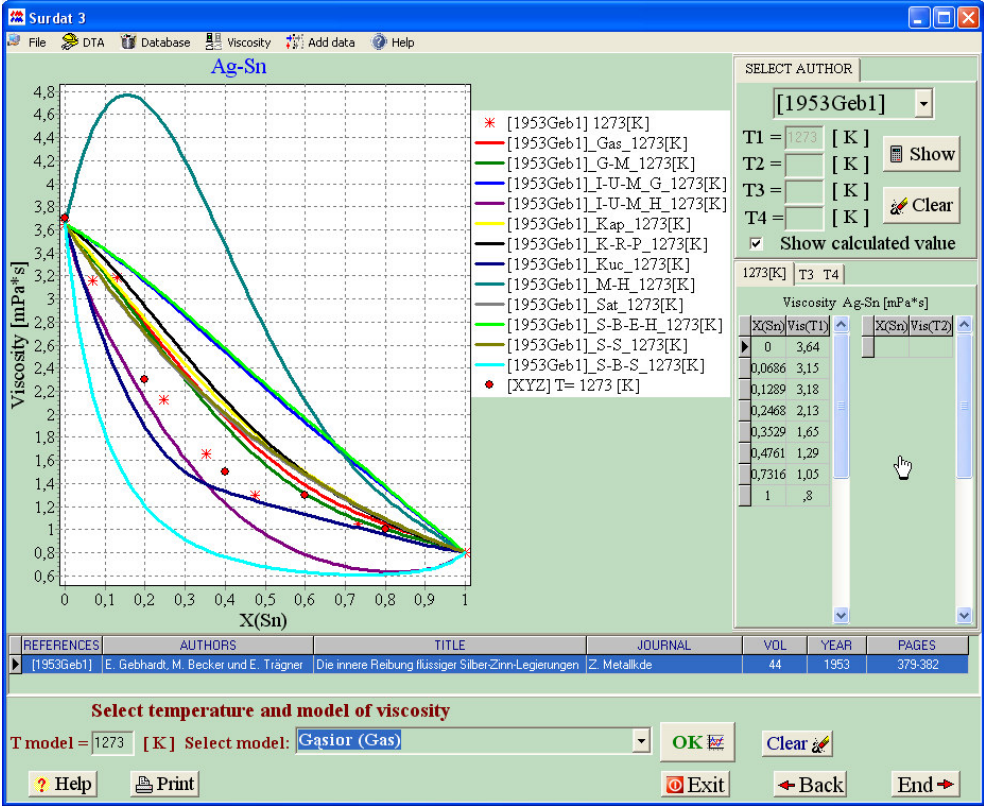 Surdat 3
File DTA Database Viscosity Add data Help
Ag-Sn
Viscosity [mPa*s]
4,8
4,6
4,4
4,2
4
3,8
3,6
3,4
3,2
3
2,8
2,6
2,4
2,2
2
1,8
1,6
1,4
1,2
1
0,8
0,6
0 0,1 0,2 0,3 0,4 0,5 0,6 0,7 0,8 0,9 1
X(Sn)
[1953Geb1] 1273[K]
[1953Geb1]_Gas_1273[K]
[1953Geb1]_G-M_1273[K]
[1953Geb1]_I-U-M_G_1273[K]
[1953Geb1]_I-U-M_H_1273[K]
[1953Geb1]_Kap_1273[K]
[1953Geb1]_K-R-P_1273[K]
[1953Geb1]_Kuc_1273[K]
[1953Geb1]_M-H_1273[K]
[1953Geb1]_Sat_1273[K]
[1953Geb1]_S-B-E-H_1273[K]
[1953Geb1]_S-S_1273[K]
[1953Geb1]_S-B-S_1273[K]
[XYZ] T= 1273 [K]
SELECT AUTHOR
[1953Geb1]
T1 = 1273 [ K ]
T2 = [ K ]
T3 = [ K ]
T4 = [ K ]
Show
Clear
Show calculated value
1273[K] T3 T4
Viscosity Ag-Sn [mPa*s]
X(Sn) Vis(T1) X(Sn) Vis(T2)
0 3,64
0,0686 3,15
0,1289 3,18
0,2468 2,13
0,3529 1,65
0,4761 1,29
0,7316 1,05
1 ,8
REFERENCES AUTHORS TITLE JOURNAL VOL YEAR PAGES
[1953Geb1] E. Gebhardt, M. Becker und E. Trägner Die innere Reibung flüssiger Silber-Zinn-Legierungen Z. Metallkde 44 1953 379-382
Select temperature and model of viscosity
T model = 1273 [ K ] Select model: Gąsior (Gas) OK Clear
Help Print Exit Back End